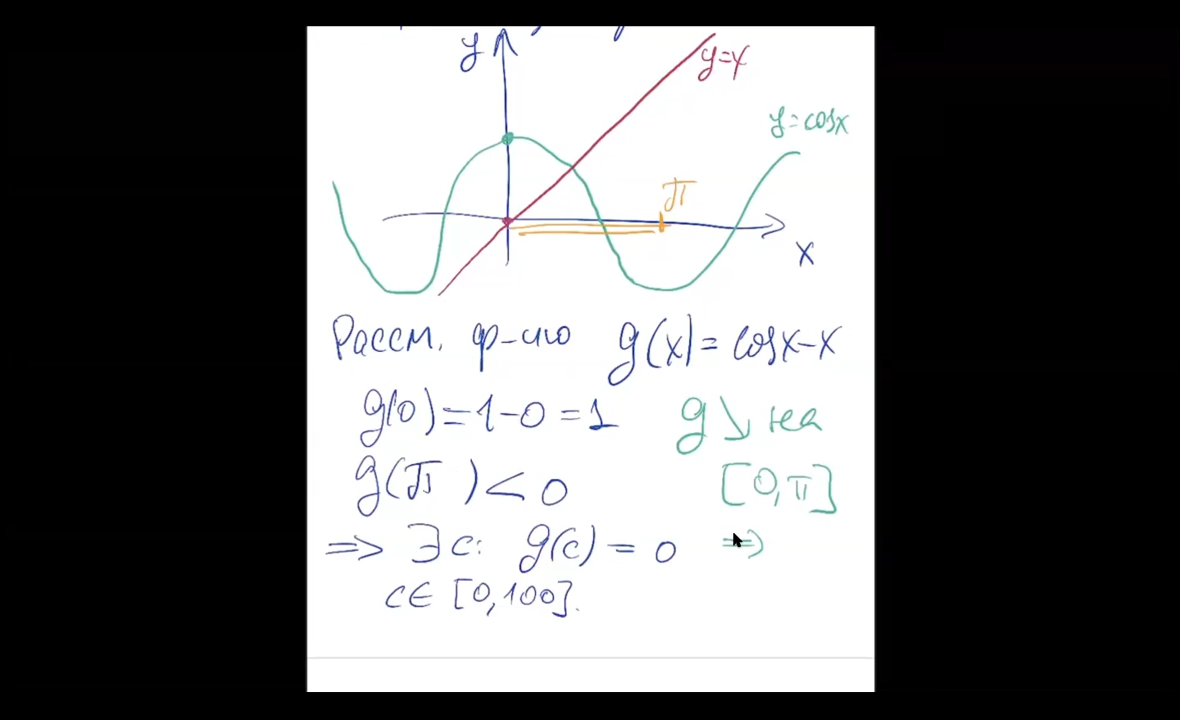 y
y=x
y=cosx
π
x
Рассм. ф-цию g(x)=cosx-x
g(0)=1-0=1 g↘ на
g(π)<0 [0,π]
⇒ ∃c: g(c)=0 ⇒
c∈[0,100].